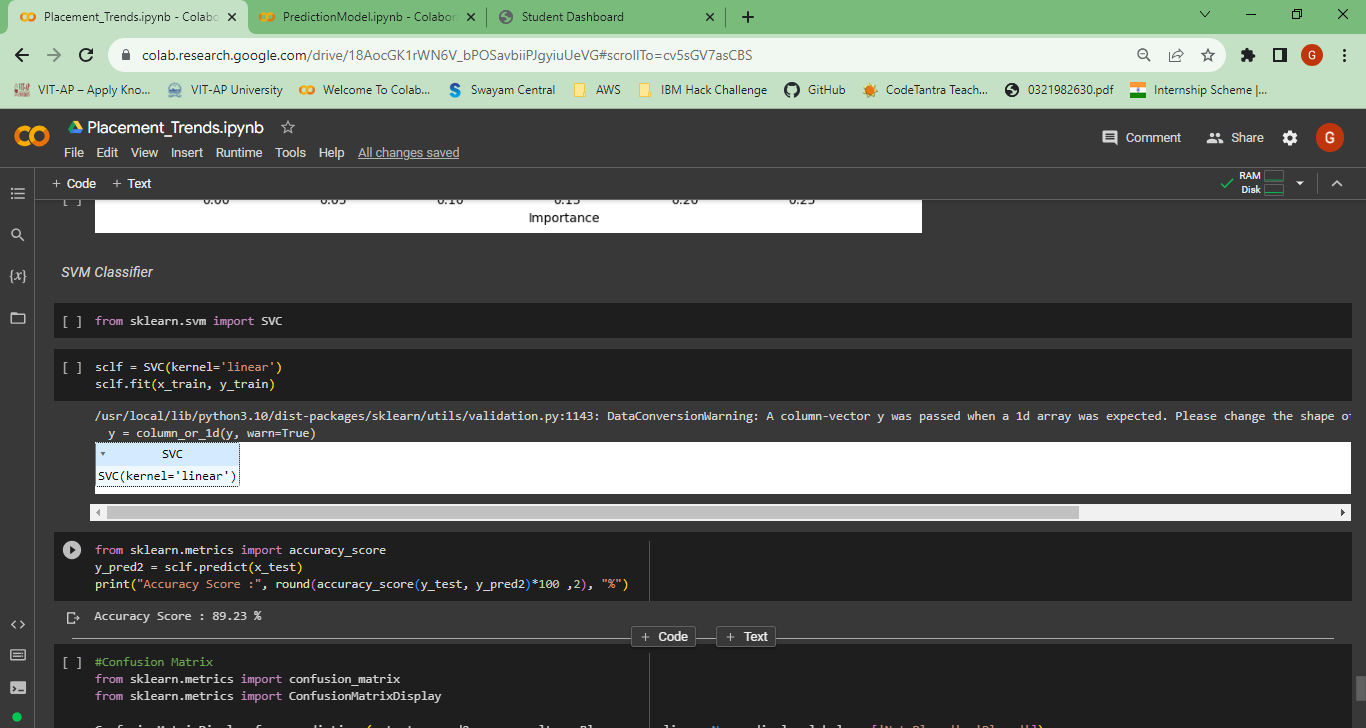 Placement_Trends.ipynb - Colabo
PredictionModel.ipynb - Colabor
Student Dashboard
colab.research.google.com/drive/18AocGK1rWN6V_bPOSavbiiPJgyiuUeVG#scrollTo=cv5sGV7asCBS
G
VIT-AP – Apply Kno...
VIT-AP University
Welcome To Colab...
Swayam Central
AWS
IBM Hack Challenge
GitHub
CodeTantra Teach...
0321982630.pdf
Internship Scheme |...
Placement_Trends.ipynb
File Edit View Insert Runtime Tools Help All changes saved
Comment
Share
G
+ Code + Text
RAM
Disk
[ ]
0.00 0.05 0.10 0.15 0.20 0.25
Importance
SVM Classifier
[ ] from sklearn.svm import SVC
[ ] sclf = SVC(kernel='linear')
sclf.fit(x_train, y_train)
/usr/local/lib/python3.10/dist-packages/sklearn/utils/validation.py:1143: DataConversionWarning: A column-vector y was passed when a 1d array was expected. Please change the shape of
y = column_or_1d(y, warn=True)
SVC
SVC(kernel='linear')
from sklearn.metrics import accuracy_score
y_pred2 = sclf.predict(x_test)
print("Accuracy Score :", round(accuracy_score(y_test, y_pred2)*100 ,2), "%")
Accuracy Score : 89.23 %
+ Code + Text
[ ] #Confusion Matrix
from sklearn.metrics import confusion_matrix
from sklearn.metrics import ConfusionMatrixDisplay